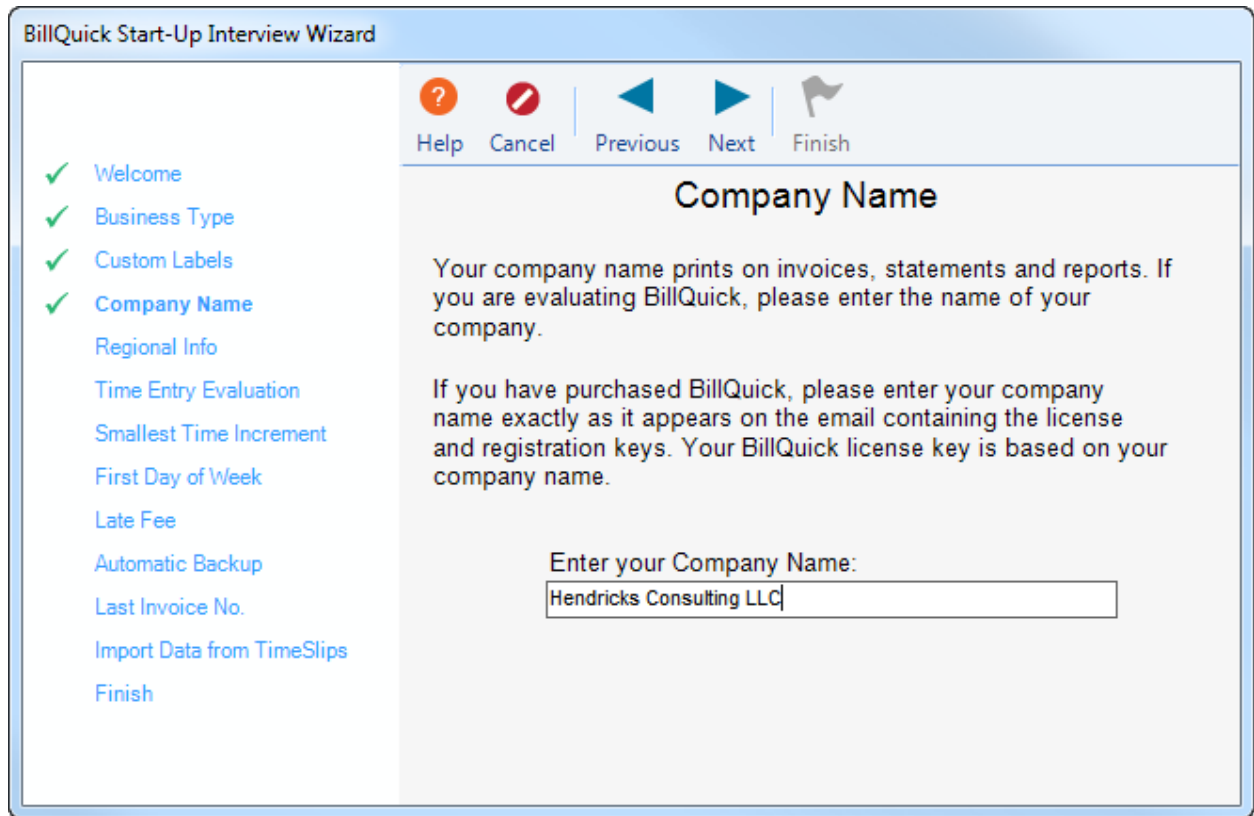 BillQuick Start-Up Interview Wizard
?
Help Cancel Previous Next Finish
Welcome
Business Type
Custom Labels
Company Name
Regional Info
Time Entry Evaluation
Smallest Time Increment
First Day of Week
Late Fee
Automatic Backup
Last Invoice No.
Import Data from TimeSlips
Finish
Company Name
Your company name prints on invoices, statements and reports. If
you are evaluating BillQuick, please enter the name of your
company.
If you have purchased BillQuick, please enter your company
name exactly as it appears on the email containing the license
and registration keys. Your BillQuick license key is based on your
company name.
Enter your Company Name:
Hendricks Consulting LLC